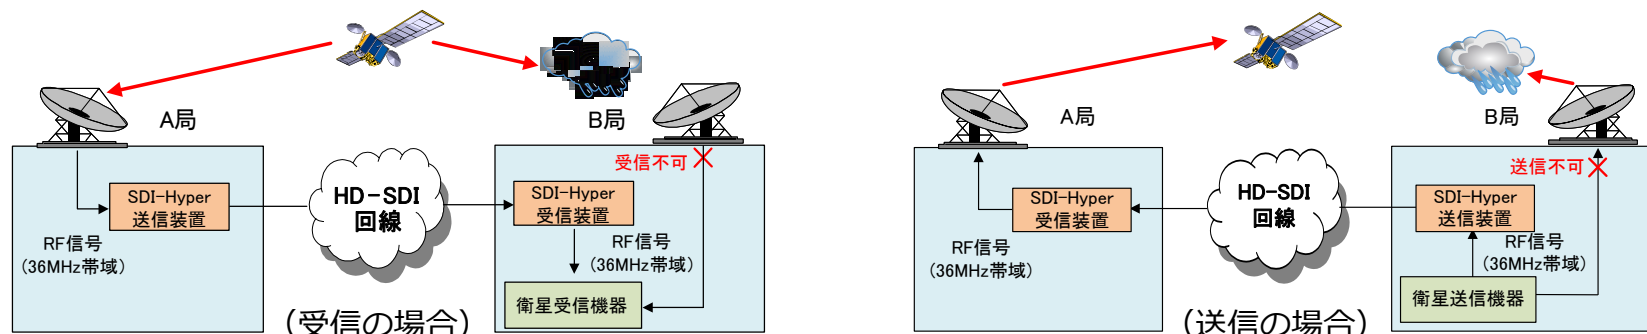 A局
B局
受信不可
SDI-Hyper
送信装置
HD-SDI
回線
SDI-Hyper
受信装置
RF信号
(36MHz帯域)
RF信号
(36MHz帯域)
衛星受信機器
(受信の場合)
A局
B局
送信不可
SDI-Hyper
受信装置
HD-SDI
回線
SDI-Hyper
送信装置
RF信号
(36MHz帯域)
RF信号
(36MHz帯域)
衛星送信機器
(送信の場合)